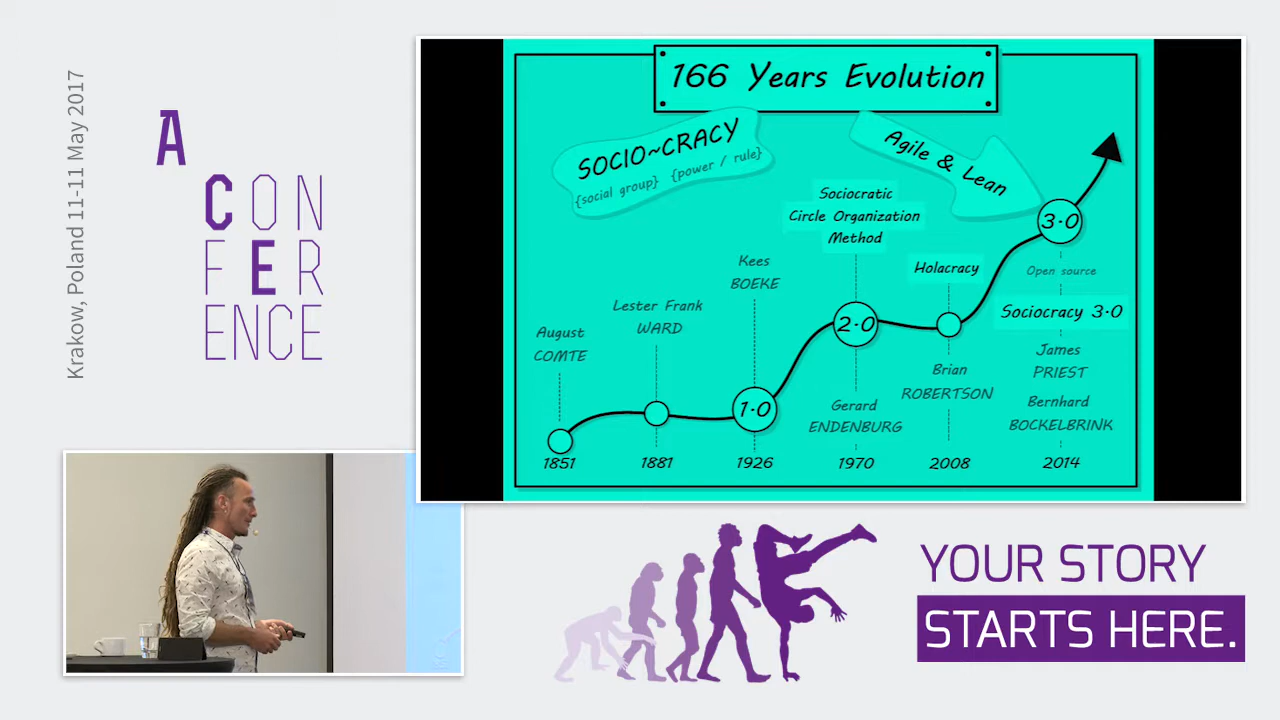 Krakow, Poland 11-11 May 2017
A
CON
FER
ENCE
166 Years Evolution
SOCIO~CRACY
{social group} {power / rule}
Agile & Lean
Sociocratic
Circle Organization
Method
Kees
BOEKE
Lester Frank
WARD
August
COMTE
Holacracy
3.0
Open source
Sociocracy 3.0
James
PRIEST
Bernhard
BOCKELBRINK
2.0
Brian
ROBERTSON
Gerard
ENDENBURG
1.0
1851 1881 1926 1970 2008 2014
YOUR STORY
STARTS HERE.